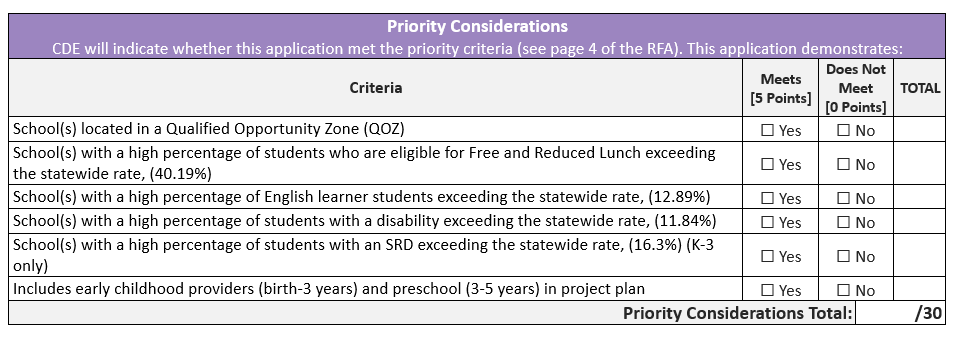 Priority Considerations
CDE will indicate whether this application met the priority criteria (see page 4 of the RFA). This application demonstrates:
Criteria
Meets
[5 Points]
Does Not
Meet
[0 Points]
TOTAL
School(s) located in a Qualified Opportunity Zone (QOZ) ☐ Yes ☐ No
School(s) with a high percentage of students who are eligible for Free and Reduced Lunch exceeding
the statewide rate, (40.19%) ☐ Yes ☐ No
School(s) with a high percentage of English learner students exceeding the statewide rate, (12.89%) ☐ Yes ☐ No
School(s) with a high percentage of students with a disability exceeding the statewide rate, (11.84%) ☐ Yes ☐ No
School(s) with a high percentage of students with an SRD exceeding the statewide rate, (16.3%) (K-3
only) ☐ Yes ☐ No
Includes early childhood providers (birth-3 years) and preschool (3-5 years) in project plan ☐ Yes ☐ No
Priority Considerations Total: /30